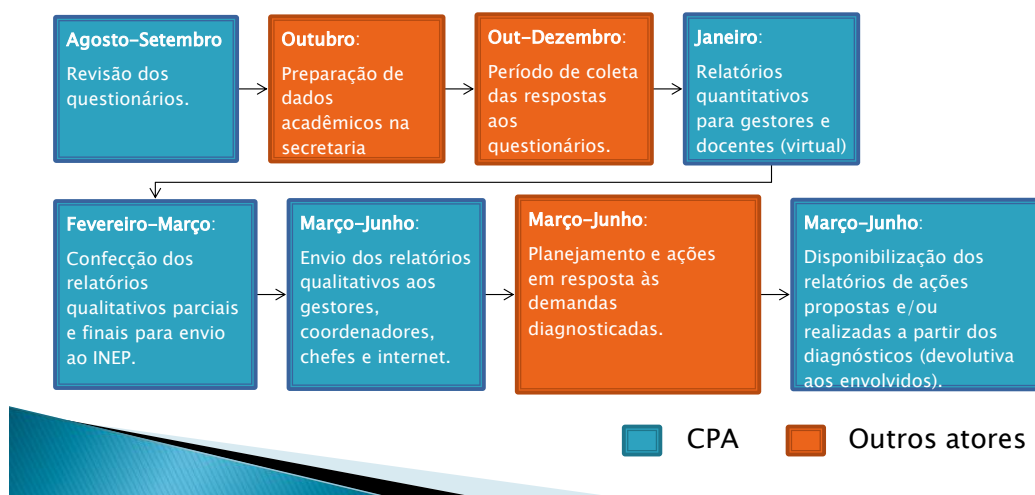 Agosto–Setembro
Revisão dos
questionários.
Outubro:
Preparação de
dados
acadêmicos na
secretaria
Out–Dezembro:
Período de coleta
das respostas
aos
questionários.
Janeiro:
Relatórios
quantitativos
para gestores e
docentes (virtual)
Fevereiro–Março:
Confecção dos
relatórios
qualitativos parciais
e finais para envio
ao INEP.
Março–Junho:
Envio dos relatórios
qualitativos aos
gestores,
coordenadores,
chefes e internet.
Março–Junho:
Planejamento e ações
em resposta às
demandas
diagnosticadas.
Março–Junho:
Disponibilização dos
relatórios de ações
propostas e/ou
realizadas a partir dos
diagnósticos (devolutiva
aos envolvidos).
CPA
Outros atores